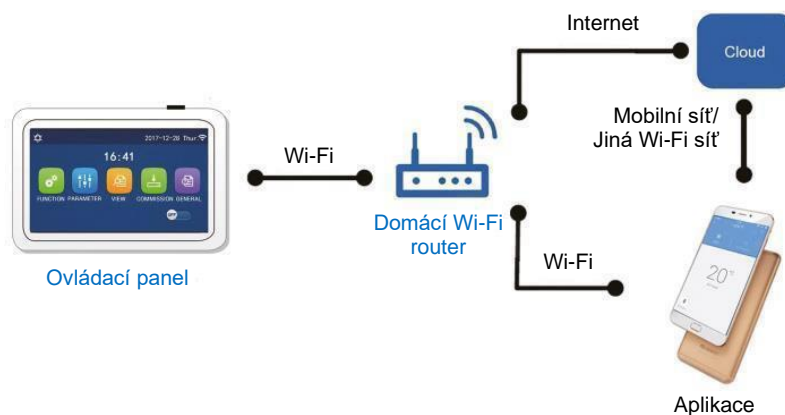 Internet
Cloud
Mobilní síť/
Jiná Wi-Fi síť
2017-12-28 Thur
16:41
Wi-Fi
FUNCTION PARAMETER VIEW COMMISSION GENERAL
OFF
Domácí Wi-Fi
router
Ovládací panel
Wi-Fi
20°
Aplikace